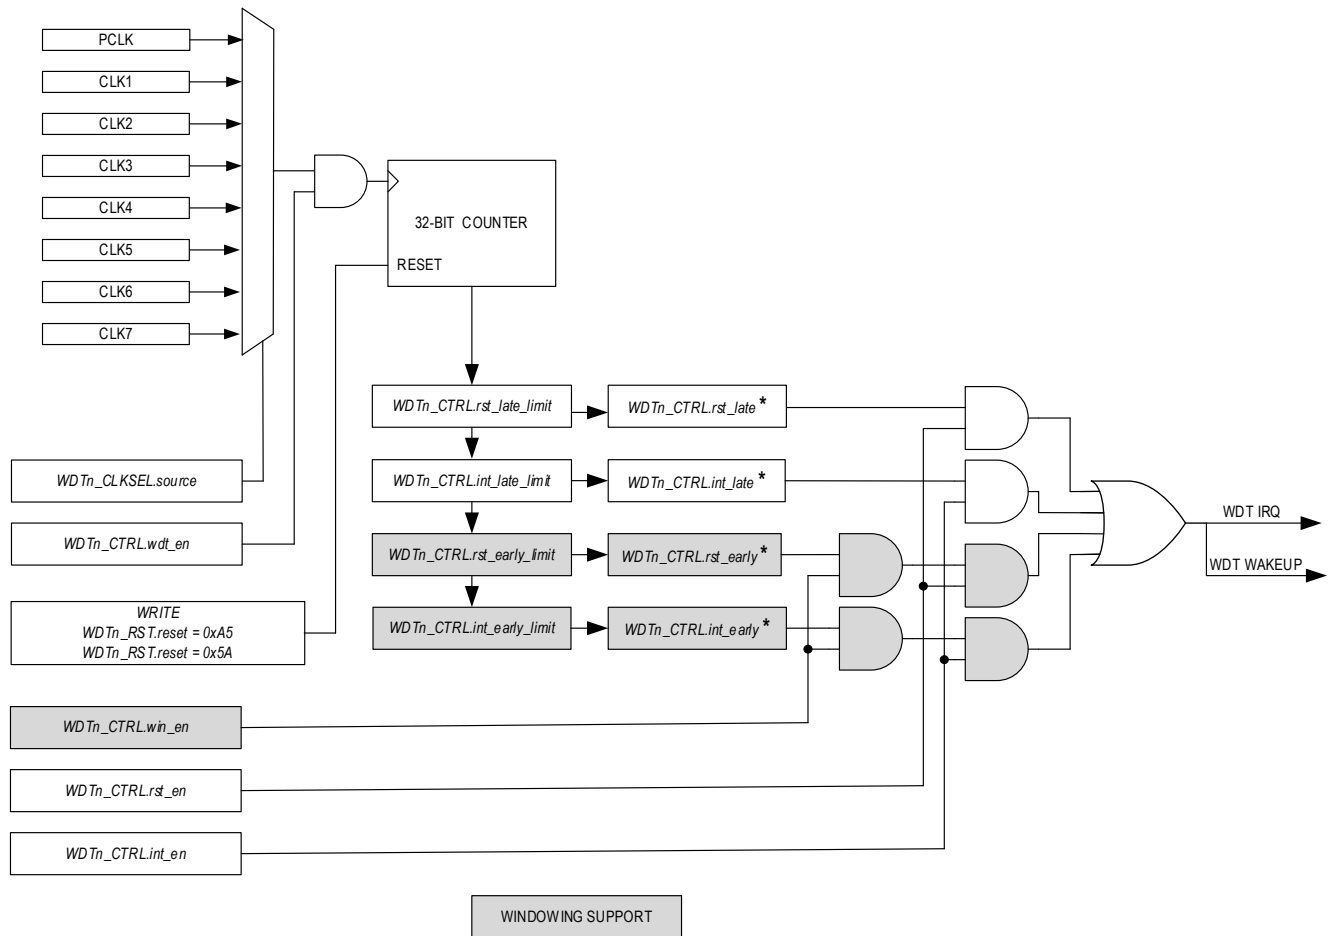 PCLK
CLK1
CLK2
CLK3
CLK4
CLK5
CLK6
CLK7
32-BIT COUNTER
RESET
WDTn_CTRL.rst_late_limit
WDTn_CTRL.rst_late *
WDTn_CTRL.int_late_limit
WDTn_CTRL.int_late *
WDTn_CTRL.rst_early_limit
WDTn_CTRL.rst_early *
WDTn_CTRL.int_early_limit
WDTn_CTRL.int_early *
WDT IRQ
WDT WAKEUP
WDTn_CLKSEL.source
WDTn_CTRL.wdt_en
WRITE
WDTn_RST.reset = 0xA5
WDTn_RST.reset = 0x5A
WDTn_CTRL.win_en
WDTn_CTRL.rst_en
WDTn_CTRL.int_en
WINDOWING SUPPORT